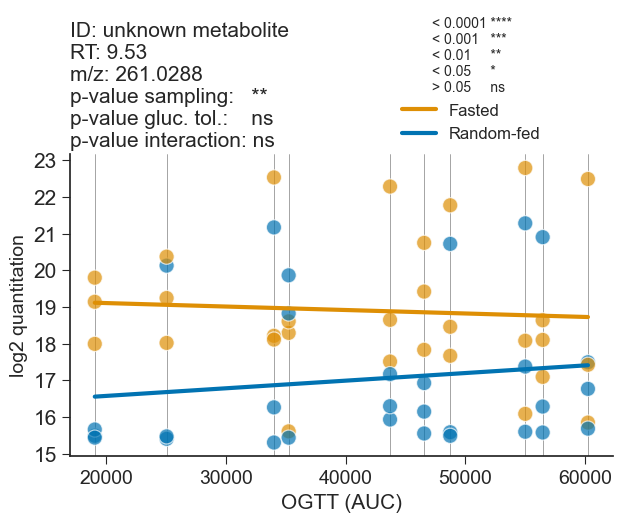 ID: unknown metabolite
RT: 9.53
m/z: 261.0288
p-value sampling: **
p-value gluc. tol.: ns
p-value interaction: ns
< 0.0001 ****
< 0.001 ***
< 0.01 **
< 0.05 *
> 0.05 ns
Fasted
Random-fed
log2 quantitation
23
22
21
20
19
18
17
16
15
20000 30000 40000 50000 60000
OGTT (AUC)